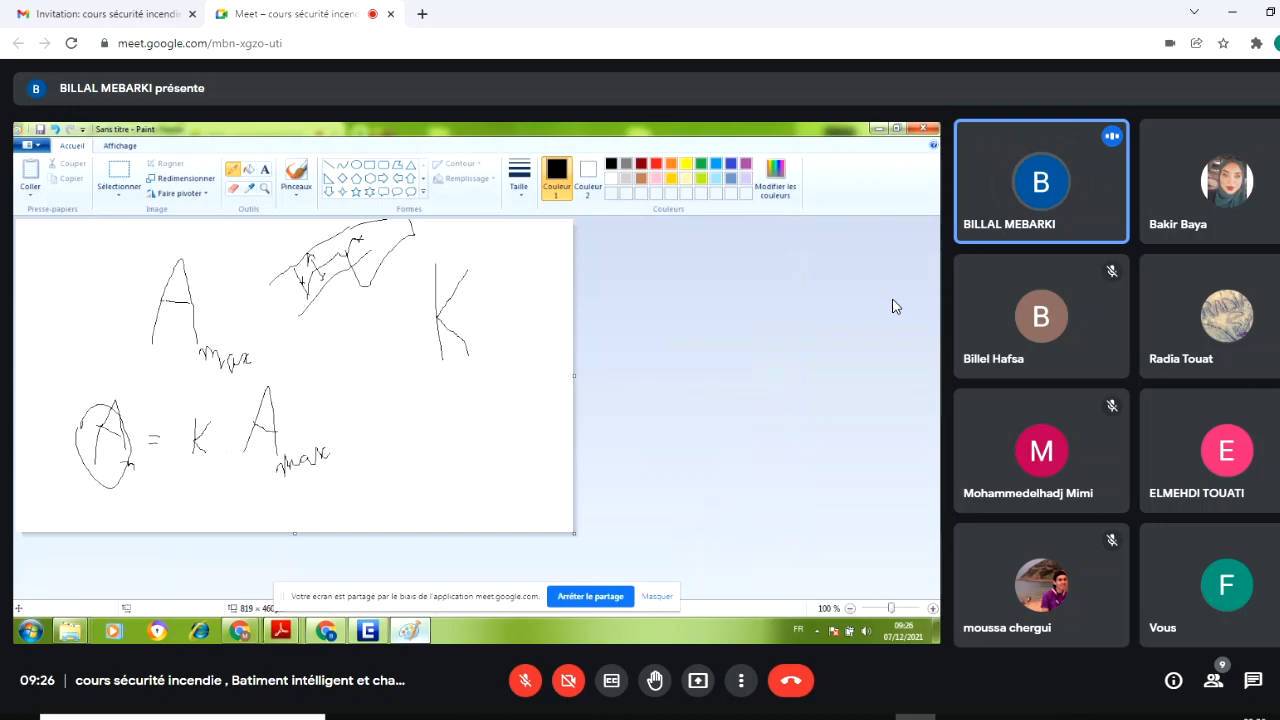 Invitation: cours sécurité incendie
Meet – cours sécurité incend
meet.google.com/mbn-xgzo-uti
B BILLAL MEBARKI présente
Sans titre - Paint
Accueil Affichage
Coller
Couper
Copier
Presse-papiers
Sélectionner
Rogner
Redimensionner
Faire pivoter
Image
Outils
Pinceaux
Formes
Contour
Remplissage
Taille
Couleur 1
Couleur 2
Modifier les couleurs
Couleurs
A max
K
A n = K A max
Votre écran est partagé par le biais de l'application meet.google.com. Arrêter le partage Masquer
819 × 460p
100 %
FR
09:26
07/12/2021
B
BILLAL MEBARKI
Bakir Baya
B
Billel Hafsa
Radia Touat
M
Mohammedelhadj Mimi
E
ELMEHDI TOUATI
moussa chergui
F
Vous
09:26 | cours sécurité incendie , Batiment intélligent et cha...
9